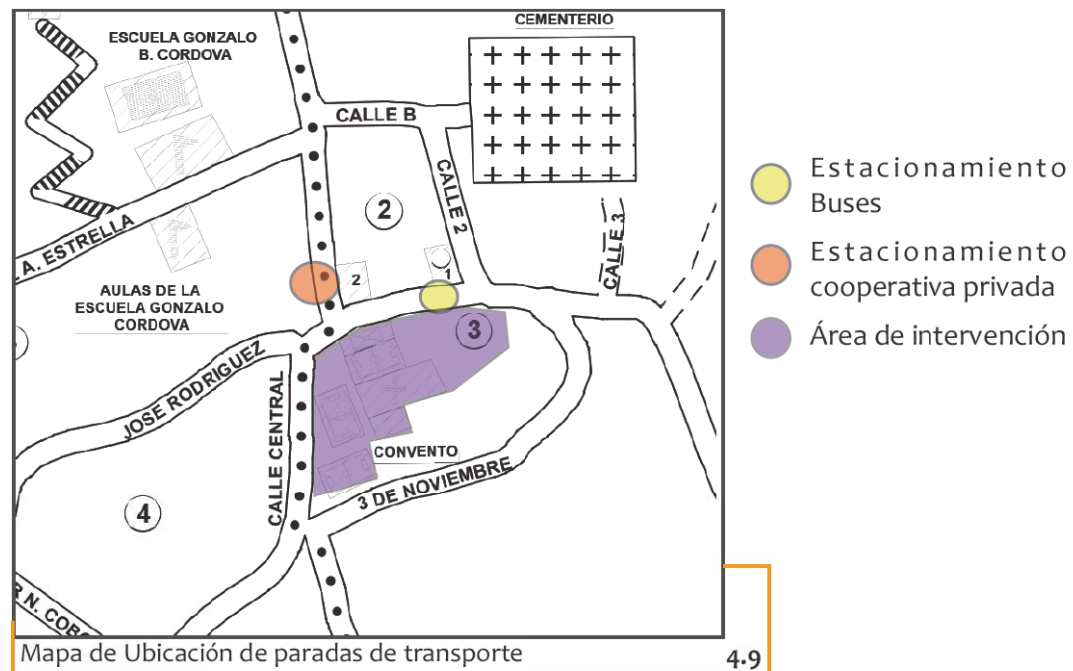 CEMENTERIO
ESCUELA GONZALO
B. CORDOVA
CALLE B
CALLE 2
2
CALLE 3
L.A. ESTRELLA
1
2
AULAS DE LA
ESCUELA GONZALO
CORDOVA
3
JOSE RODRIGUEZ
CALLE CENTRAL
CONVENTO
3 DE NOVIEMBRE
4
R N. COBO
Estacionamiento
Buses
Estacionamiento
cooperativa privada
Área de intervención
Mapa de Ubicación de paradas de transporte
4.9